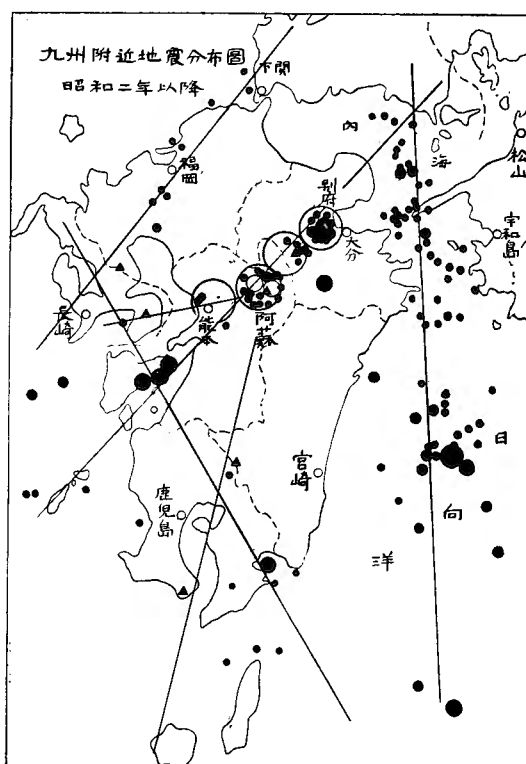 九州附近地震分布圖
昭和二年以降
下関
福岡
内
海
松山
別府
大分
宇和島
長崎
熊本
阿蘇
宮崎
鹿児島
日
向
洋